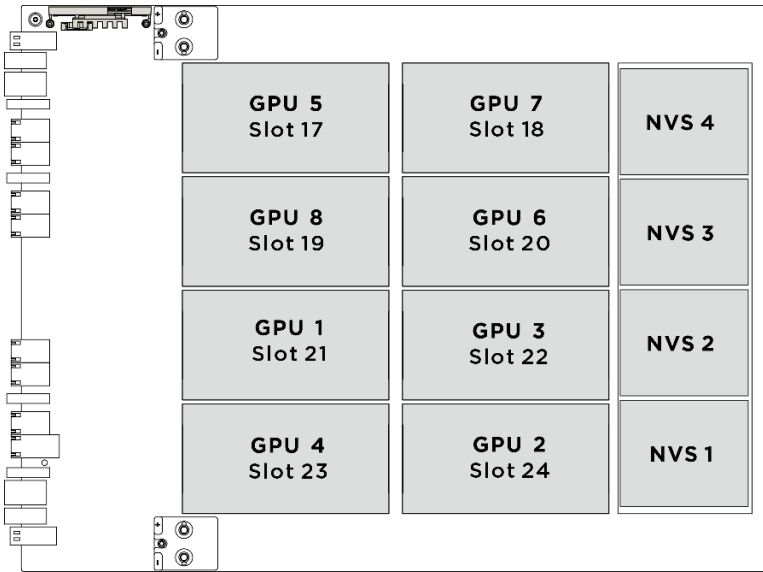 GPU 5
Slot 17
GPU 7
Slot 18
NVS 4
GPU 8
Slot 19
GPU 6
Slot 20
NVS 3
GPU 1
Slot 21
GPU 3
Slot 22
NVS 2
GPU 4
Slot 23
GPU 2
Slot 24
NVS 1